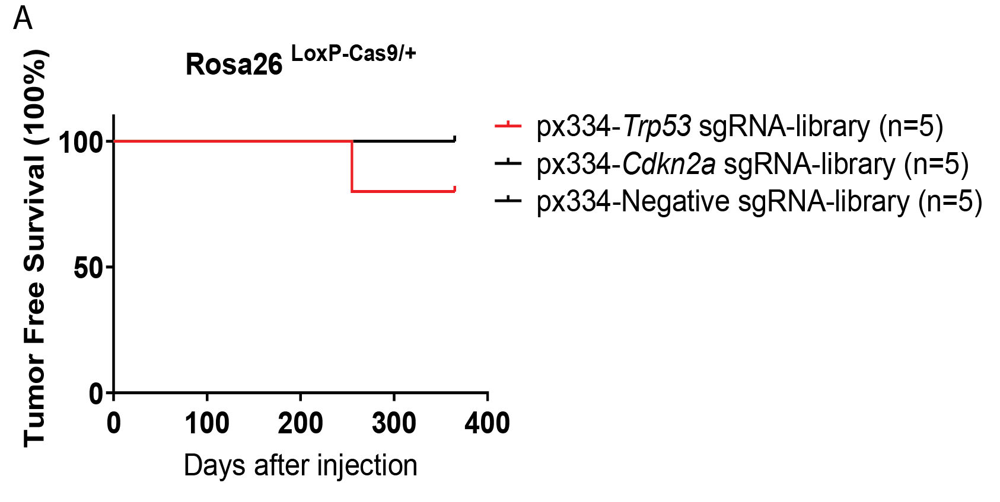 A
Rosa26 LoxP-Cas9/+
Tumor Free Survival (100%)
100
50
0
0 100 200 300 400
Days after injection
px334-Trp53 sgRNA-library (n=5)
px334-Cdkn2a sgRNA-library (n=5)
px334-Negative sgRNA-library (n=5)